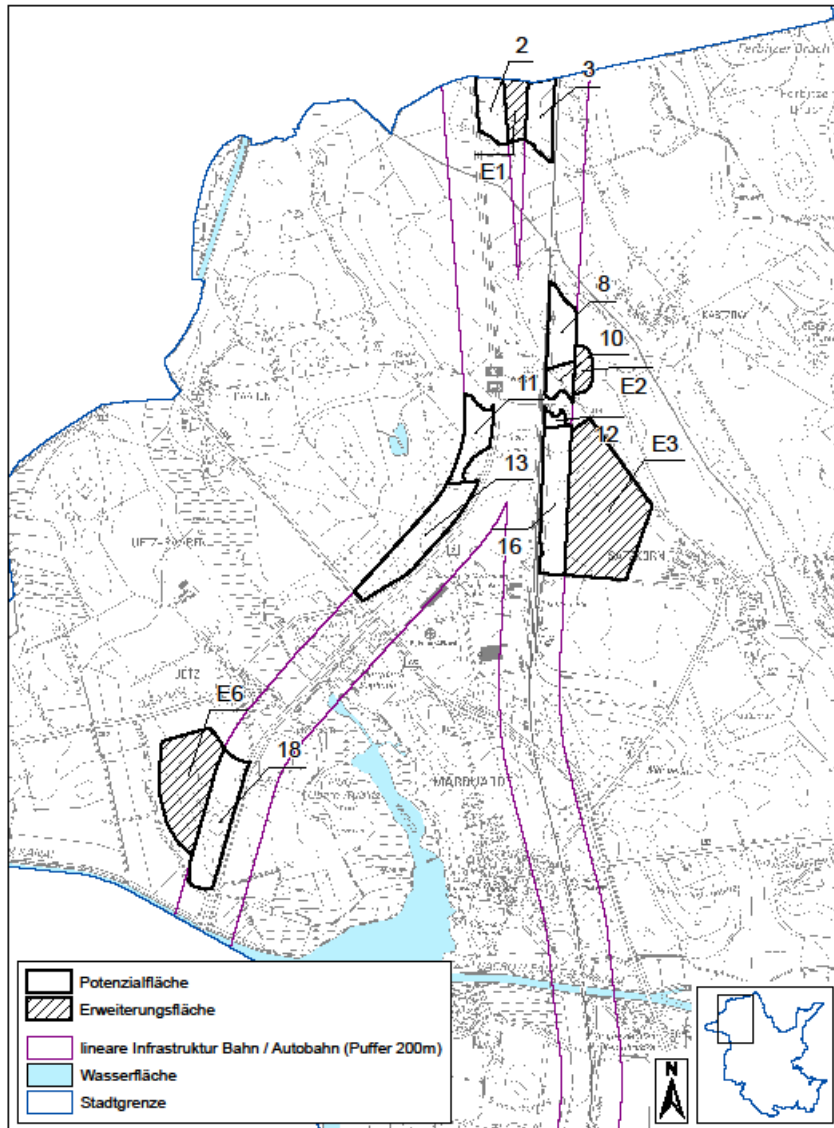 2
3
E1
8
10
11
E2
12
E3
13
16
E6
18
MARQUARDT
Potenzialfläche
Erweiterungsfläche
lineare Infrastruktur Bahn / Autobahn (Puffer 200m)
Wasserfläche
Stadtgrenze
N